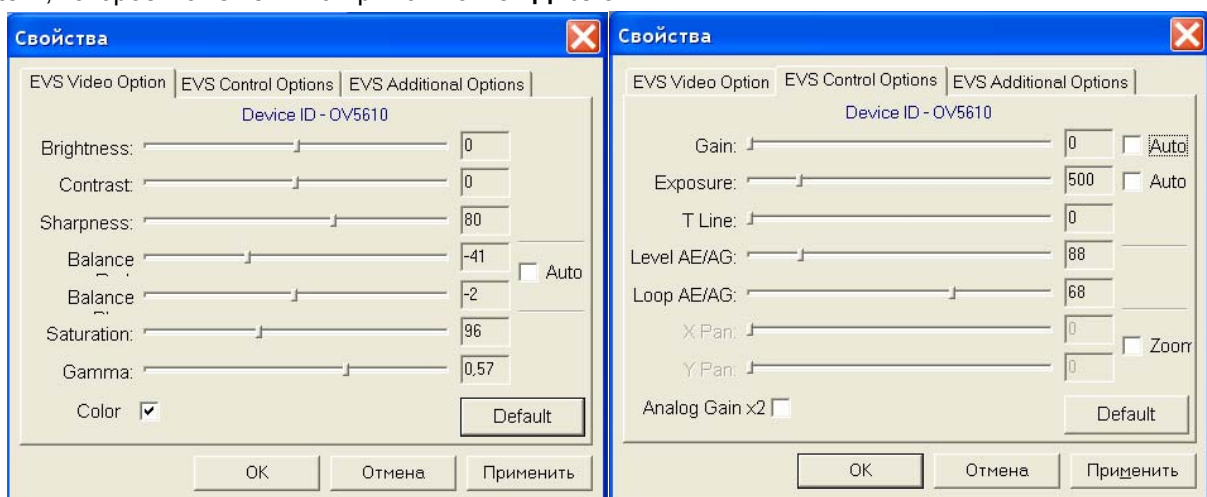 Свойства
EVS Video Option EVS Control Options EVS Additional Options
Device ID - OV5610
Brightness: 0
Contrast: 0
Sharpness: 80
Balance -41
Auto
Balance -2
Saturation: 96
Gamma: 0,57
Color
Default
OK Отмена Применить
Свойства
EVS Video Option EVS Control Options EVS Additional Options
Device ID - OV5610
Gain: 0 Auto
Exposure: 500 Auto
T Line: 0
Level AE/AG: 88
Loop AE/AG: 68
X Pan: 0
Zoom
Y Pan: 0
Analog Gain x2
Default
OK Отмена Применить